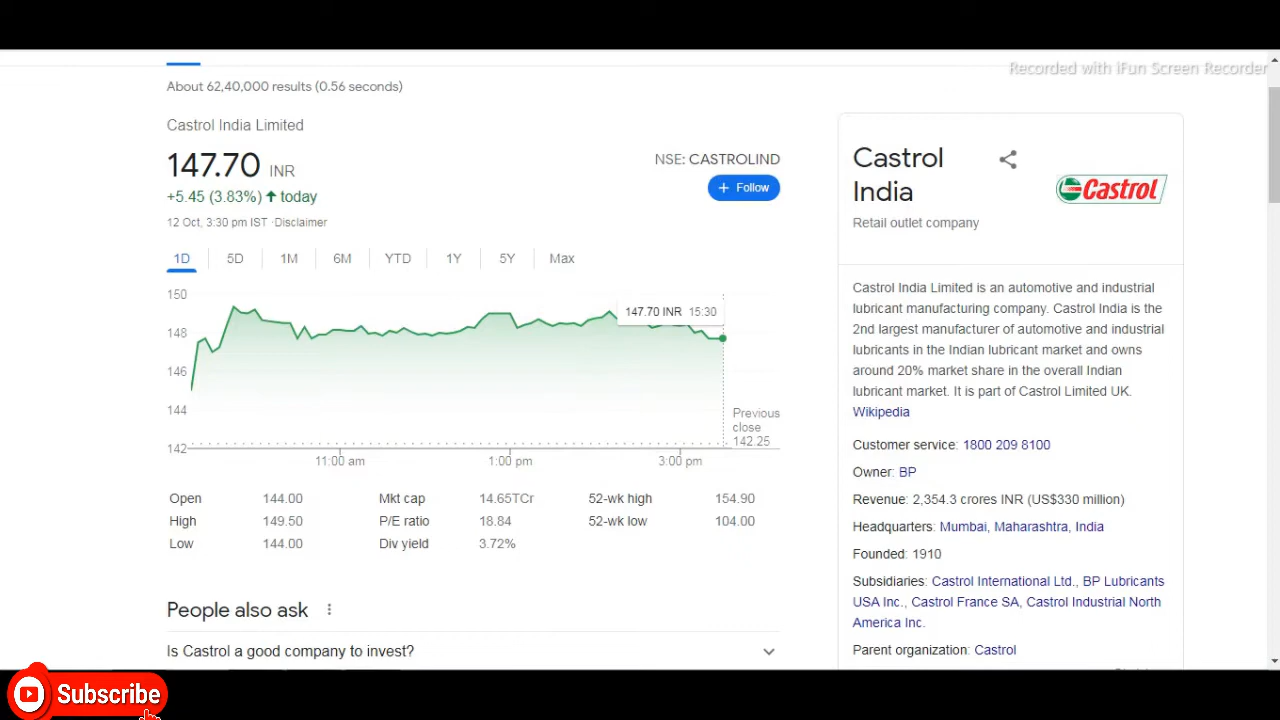 Recorded with iFun Screen Recorder
About 62,40,000 results (0.56 seconds)
Castrol India Limited
147.70 INR
+5.45 (3.83%) ↑ today
12 Oct, 3:30 pm IST · Disclaimer
NSE: CASTROLIND
+ Follow
1D 5D 1M 6M YTD 1Y 5Y Max
150
148
146
144
142
147.70 INR 15:30
Previous
close
142.25
11:00 am 1:00 pm 3:00 pm
Open 144.00 Mkt cap 14.65TCr 52-wk high 154.90
High 149.50 P/E ratio 18.84 52-wk low 104.00
Low 144.00 Div yield 3.72%
People also ask
Is Castrol a good company to invest?
Castrol
India
Castrol
Retail outlet company
Castrol India Limited is an automotive and industrial
lubricant manufacturing company. Castrol India is the
2nd largest manufacturer of automotive and industrial
lubricants in the Indian lubricant market and owns
around 20% market share in the overall Indian
lubricant market. It is part of Castrol Limited UK.
Wikipedia
Customer service: 1800 209 8100
Owner: BP
Revenue: 2,354.3 crores INR (US$330 million)
Headquarters: Mumbai, Maharashtra, India
Founded: 1910
Subsidiaries: Castrol International Ltd., BP Lubricants
USA Inc., Castrol France SA, Castrol Industrial North
America Inc.
Parent organization: Castrol
Subscribe